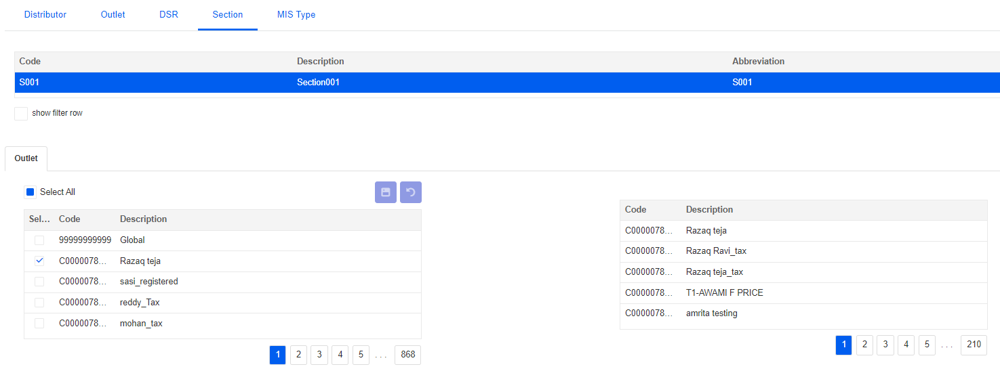 Distributor Outlet DSR Section MIS Type
Code Description Abbreviation
S001 Section001 S001
show filter row
Outlet
Select All
Sel... Code Description
99999999999 Global
C0000078... Razaq teja
C0000078... sasi_registered
C0000078... reddy_Tax
C0000078... mohan_tax
1 2 3 4 5 ... 868
Code Description
C0000078... Razaq teja
C0000078... Razaq Ravi_tax
C0000078... Razaq teja_tax
C0000078... T1-AWAMI F PRICE
C0000078... amrita testing
1 2 3 4 5 ... 210